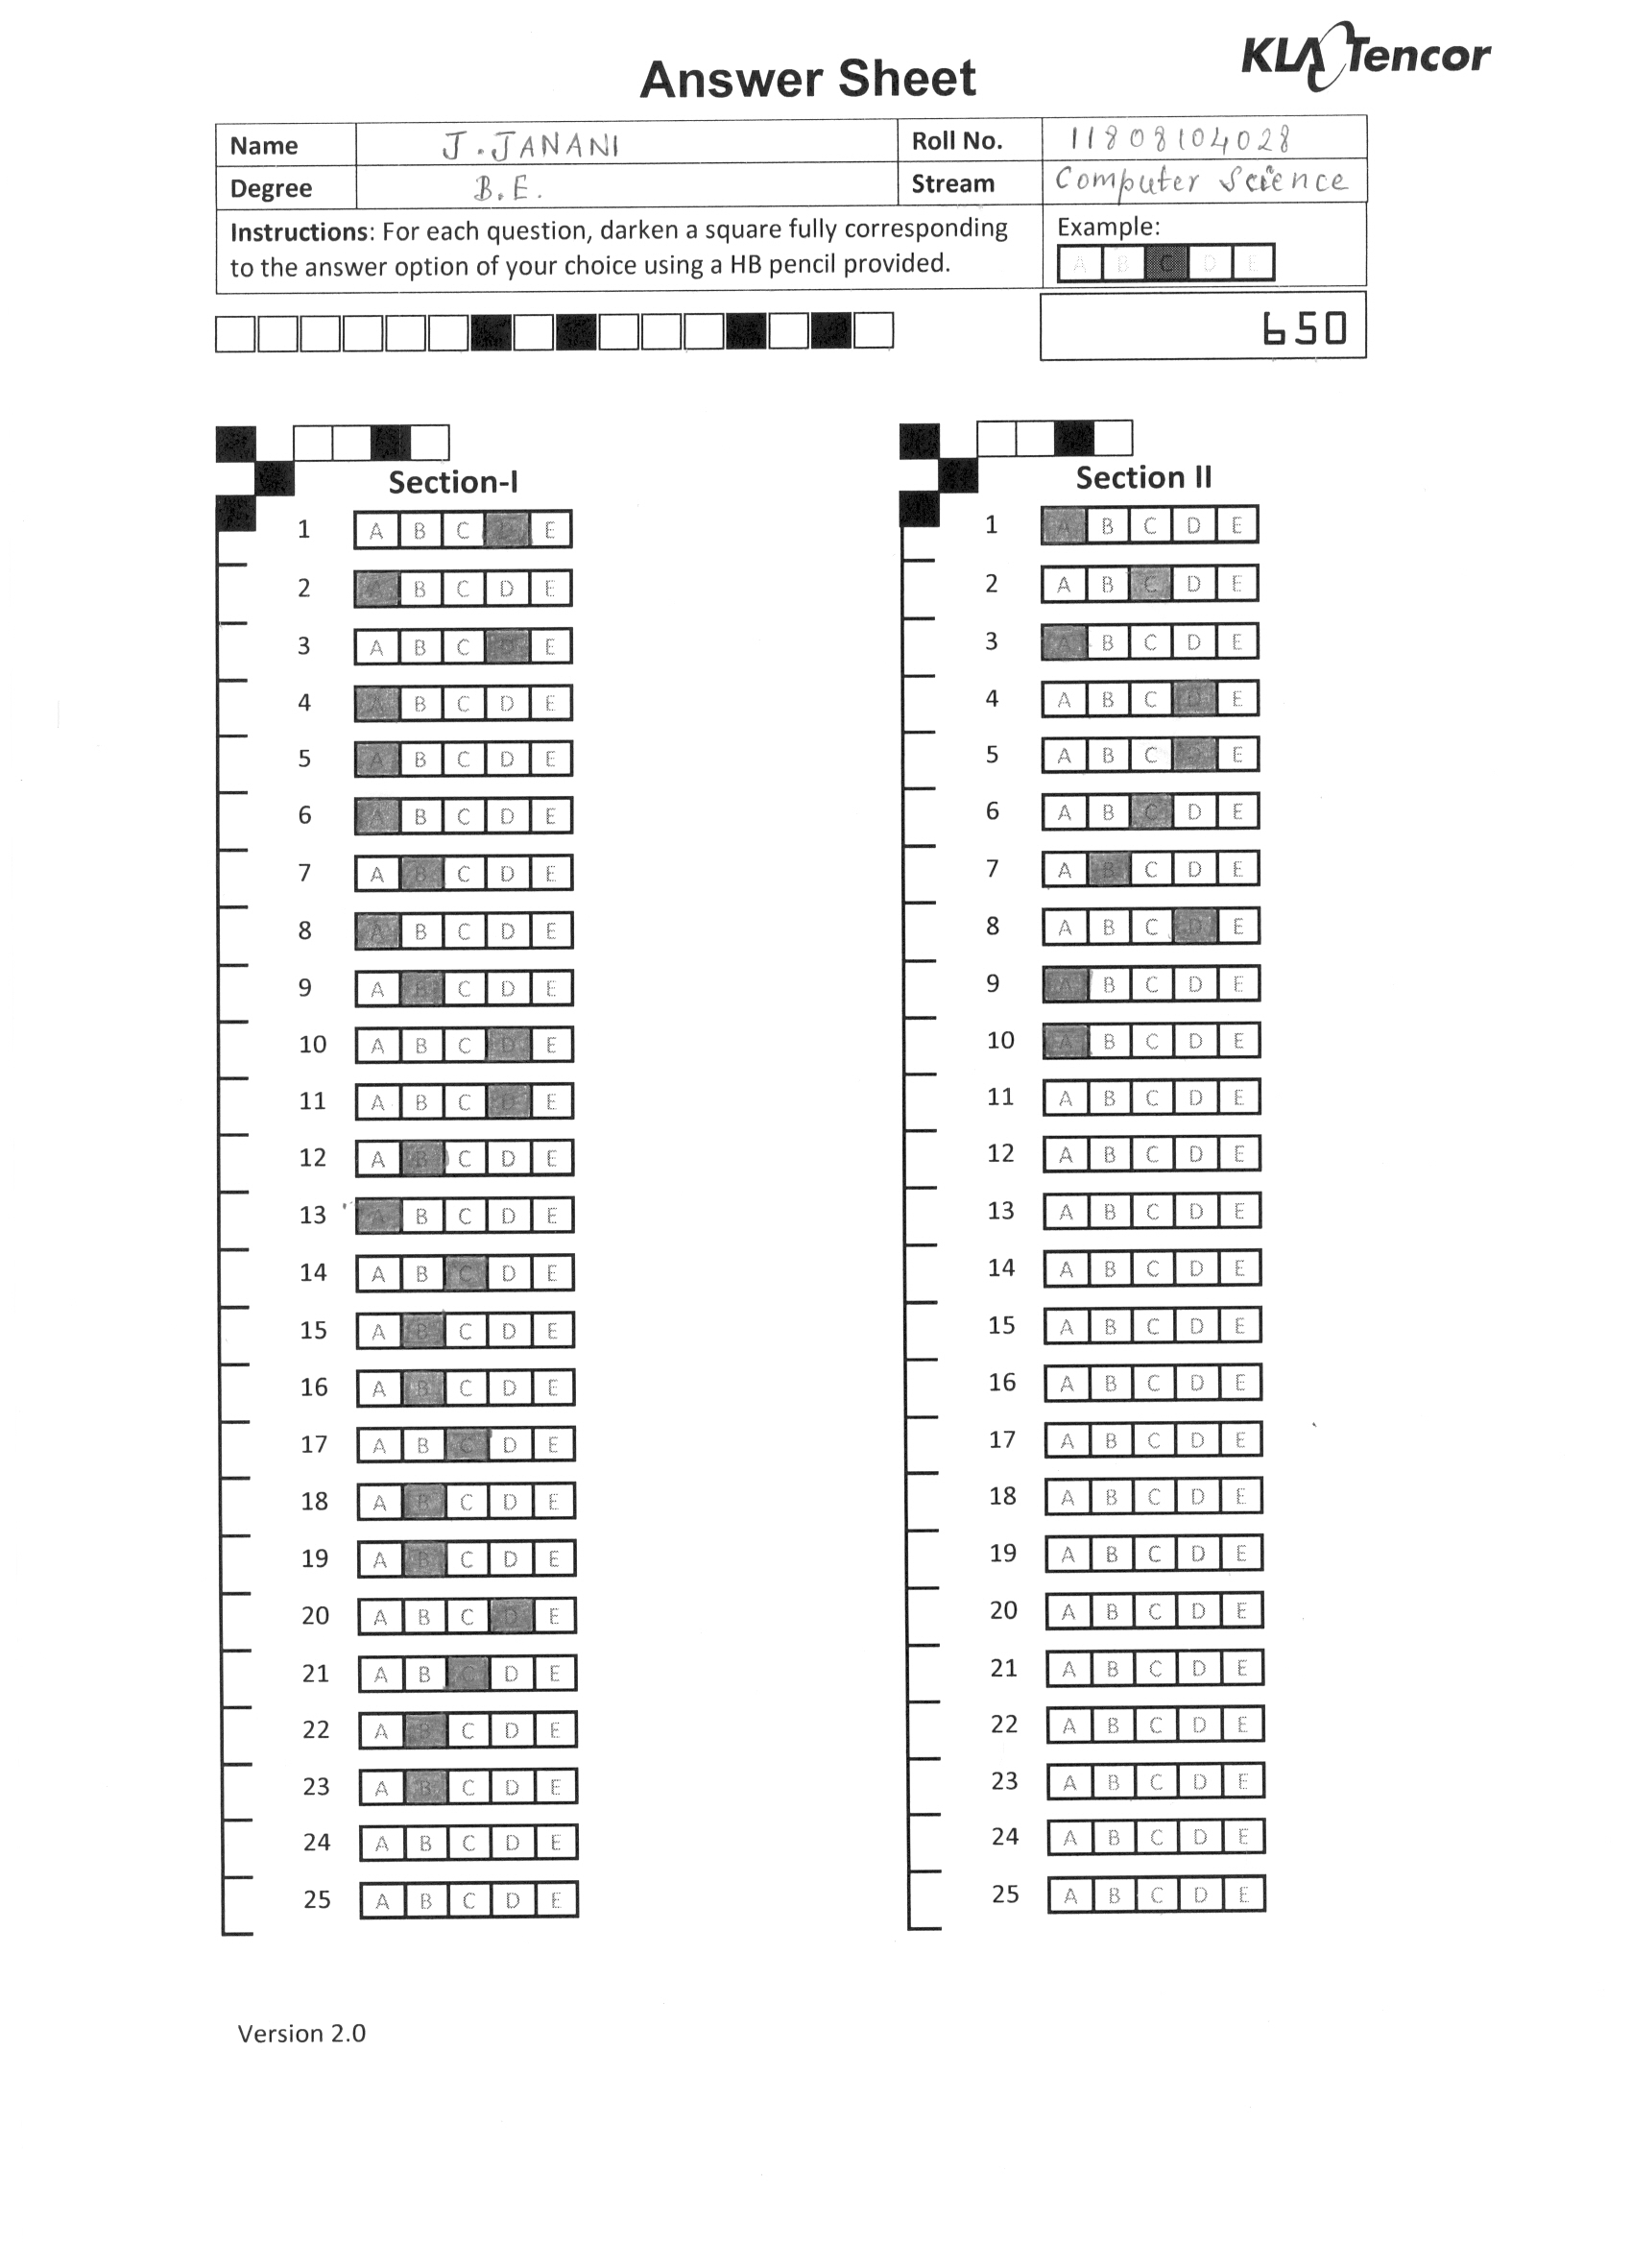 KLA Tencor
Answer Sheet
Name J.JANANI Roll No. 11808104028
Degree B.E. Stream Computer Science
Instructions: For each question, darken a square fully corresponding Example:
to the answer option of your choice using a HB pencil provided. A B C D E
650
Section-I Section II
1 A B C D E 1 A B C D E
2 A B C D E 2 A B C D E
3 A B C D E 3 A B C D E
4 A B C D E 4 A B C D E
5 A B C D E 5 A B C D E
6 A B C D E 6 A B C D E
7 A B C D E 7 A B C D E
8 A B C D E 8 A B C D E
9 A B C D E 9 A B C D E
10 A B C D E 10 A B C D E
11 A B C D E 11 A B C D E
12 A B C D E 12 A B C D E
13 A B C D E 13 A B C D E
14 A B C D E 14 A B C D E
15 A B C D E 15 A B C D E
16 A B C D E 16 A B C D E
17 A B C D E 17 A B C D E
18 A B C D E 18 A B C D E
19 A B C D E 19 A B C D E
20 A B C D E 20 A B C D E
21 A B C D E 21 A B C D E
22 A B C D E 22 A B C D E
23 A B C D E 23 A B C D E
24 A B C D E 24 A B C D E
25 A B C D E 25 A B C D E
Version 2.0